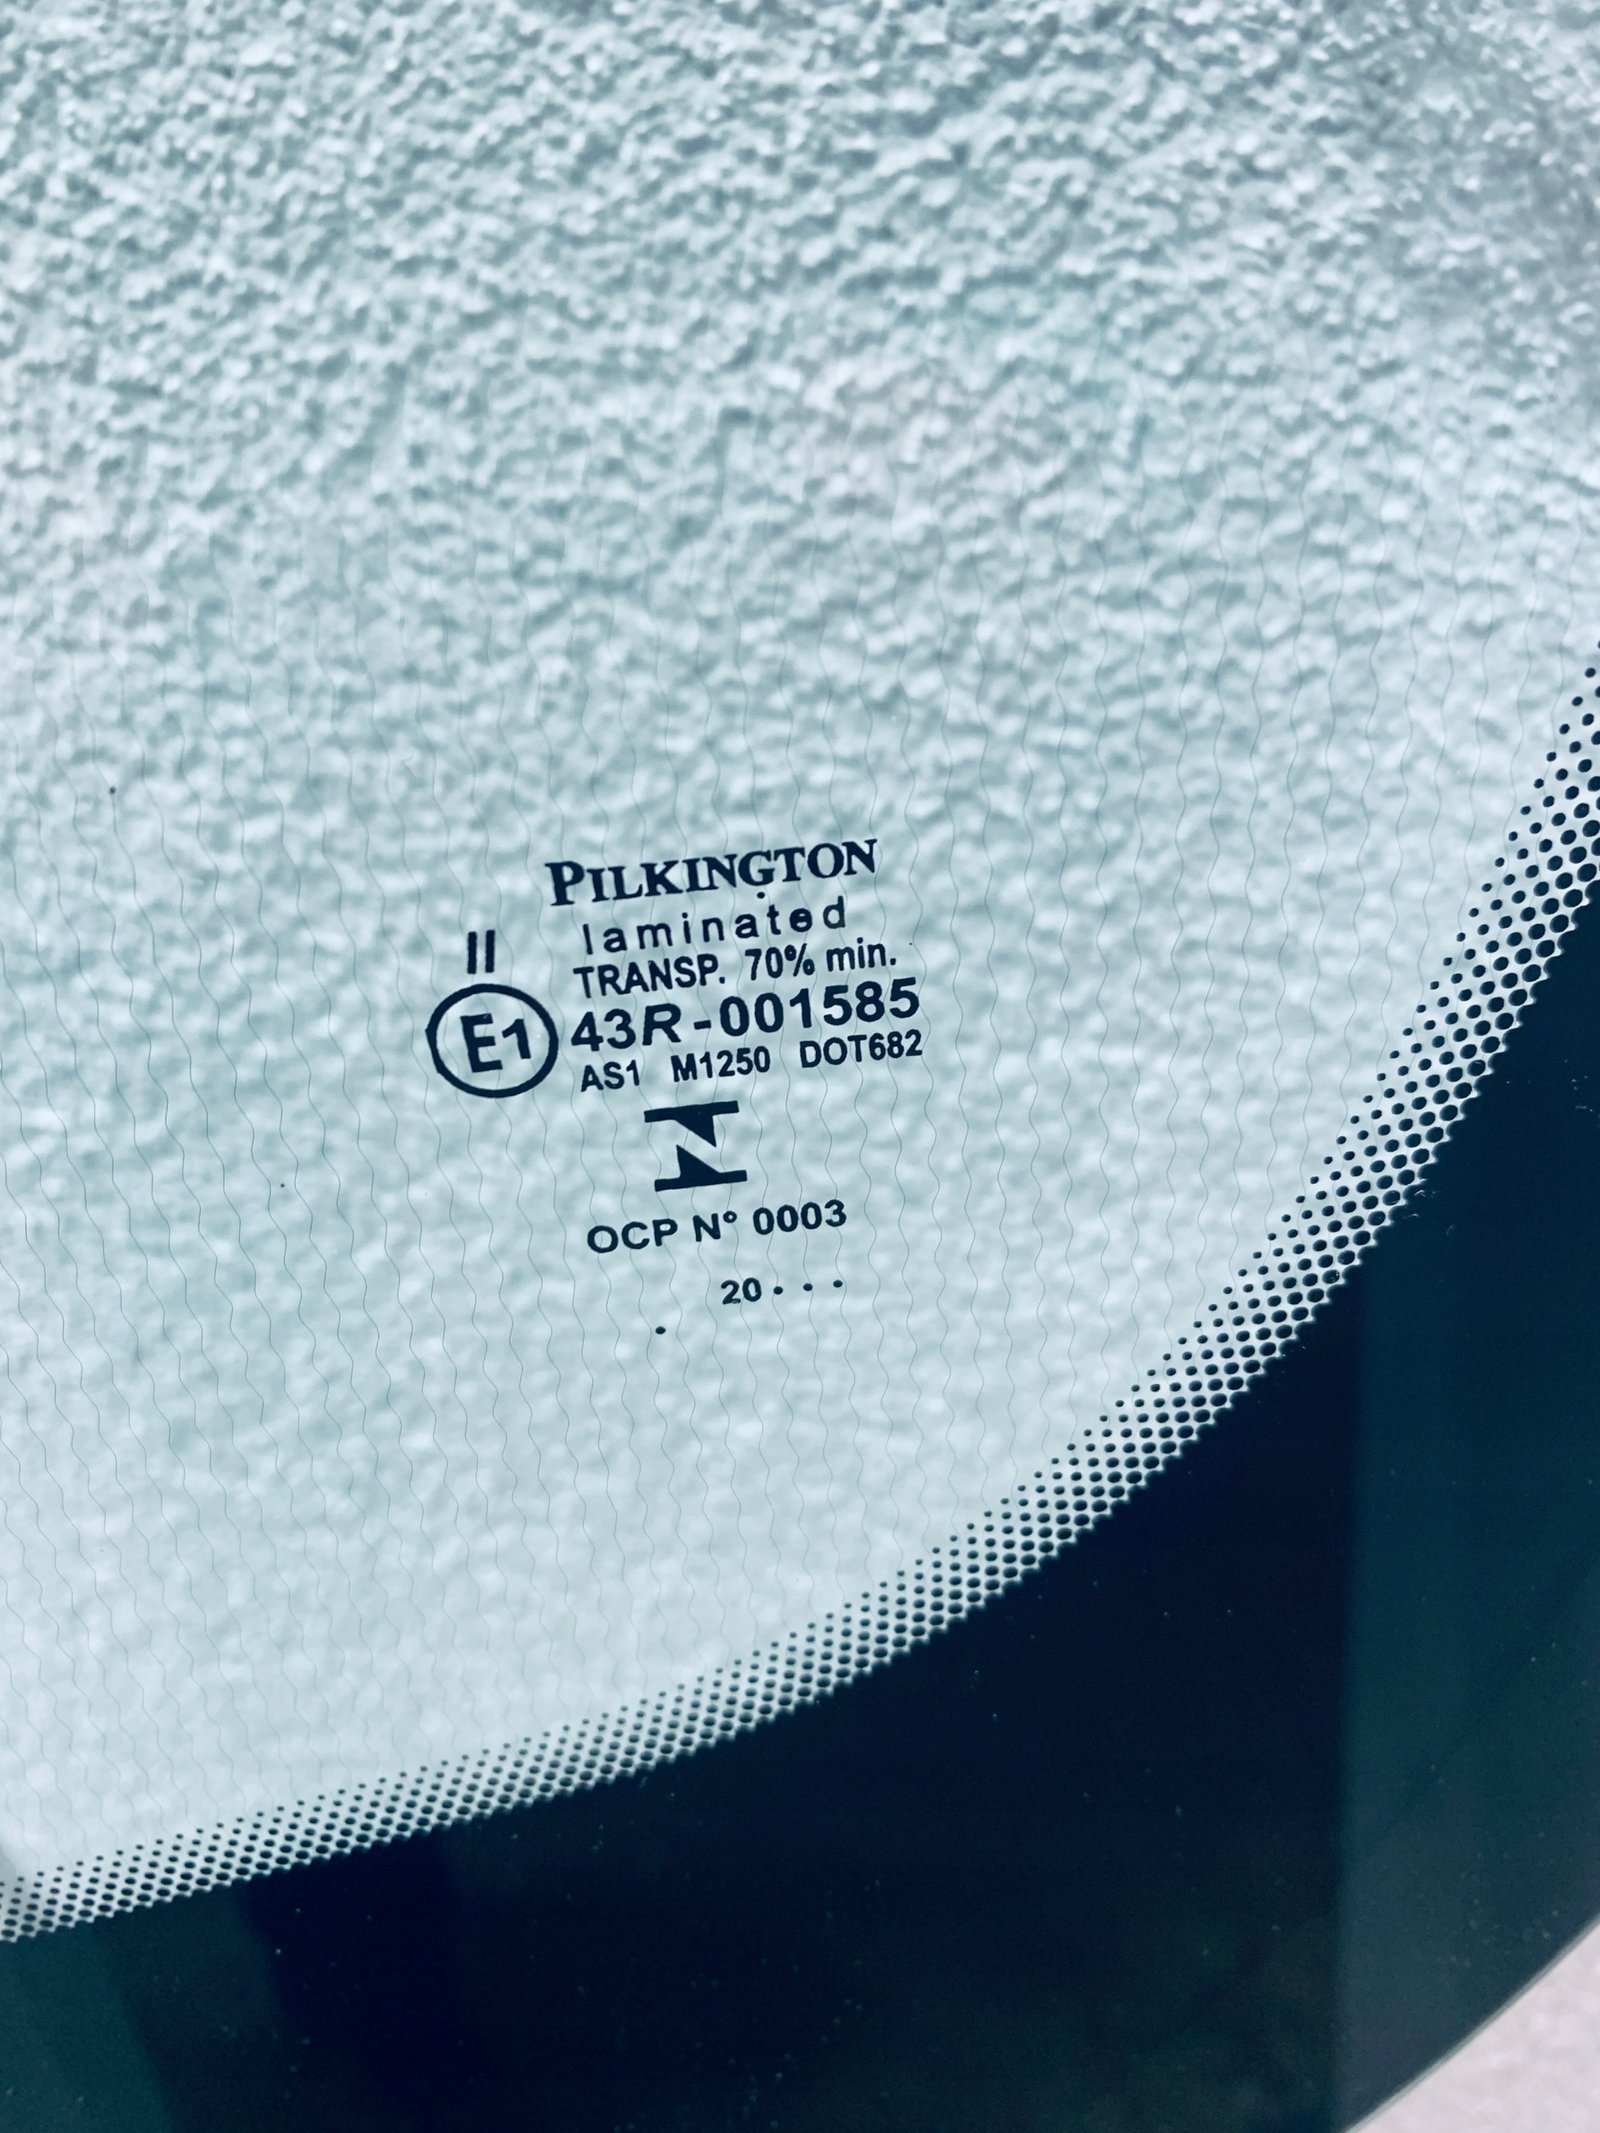 PILKINGTON
laminated
II TRANSP. 70% min.
E1 43R-001585
AS1 M1250 DOT682
OCP N° 0003
20 · · ·
.